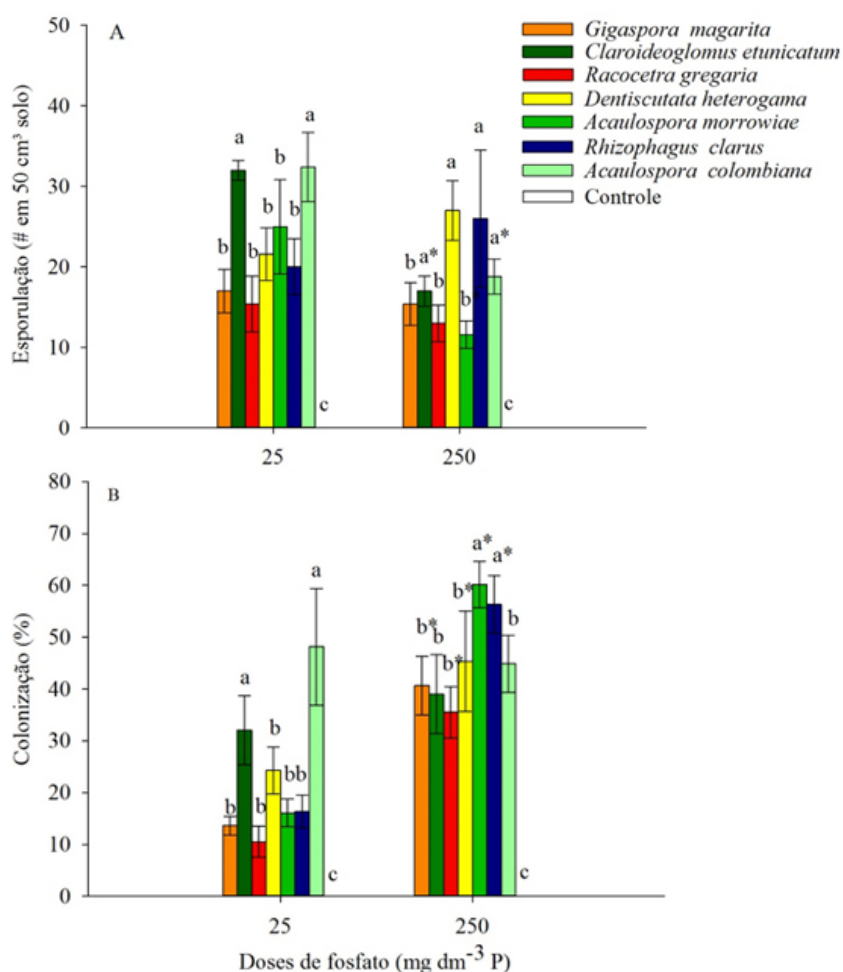 A
Gigaspora magarita
Claroideoglomus etunicatum
Racocetra gregaria
Dentiscutata heterogama
Acaulospora morrowiae
Rhizophagus clarus
Acaulospora colombiana
Controle
Esporulação (# em 50 cm³ solo)
50
40
30
20
10
0
b
a
b
b
b
b
a
c
b
a*
b
a
b*
a
a*
c
25
250
B
Colonização (%)
80
70
60
50
40
30
20
10
0
b
a
b
b
bb
a
c
b*
b
b*
b*
a*
a*
b
c
25
250
Doses de fosfato (mg dm⁻³ P)